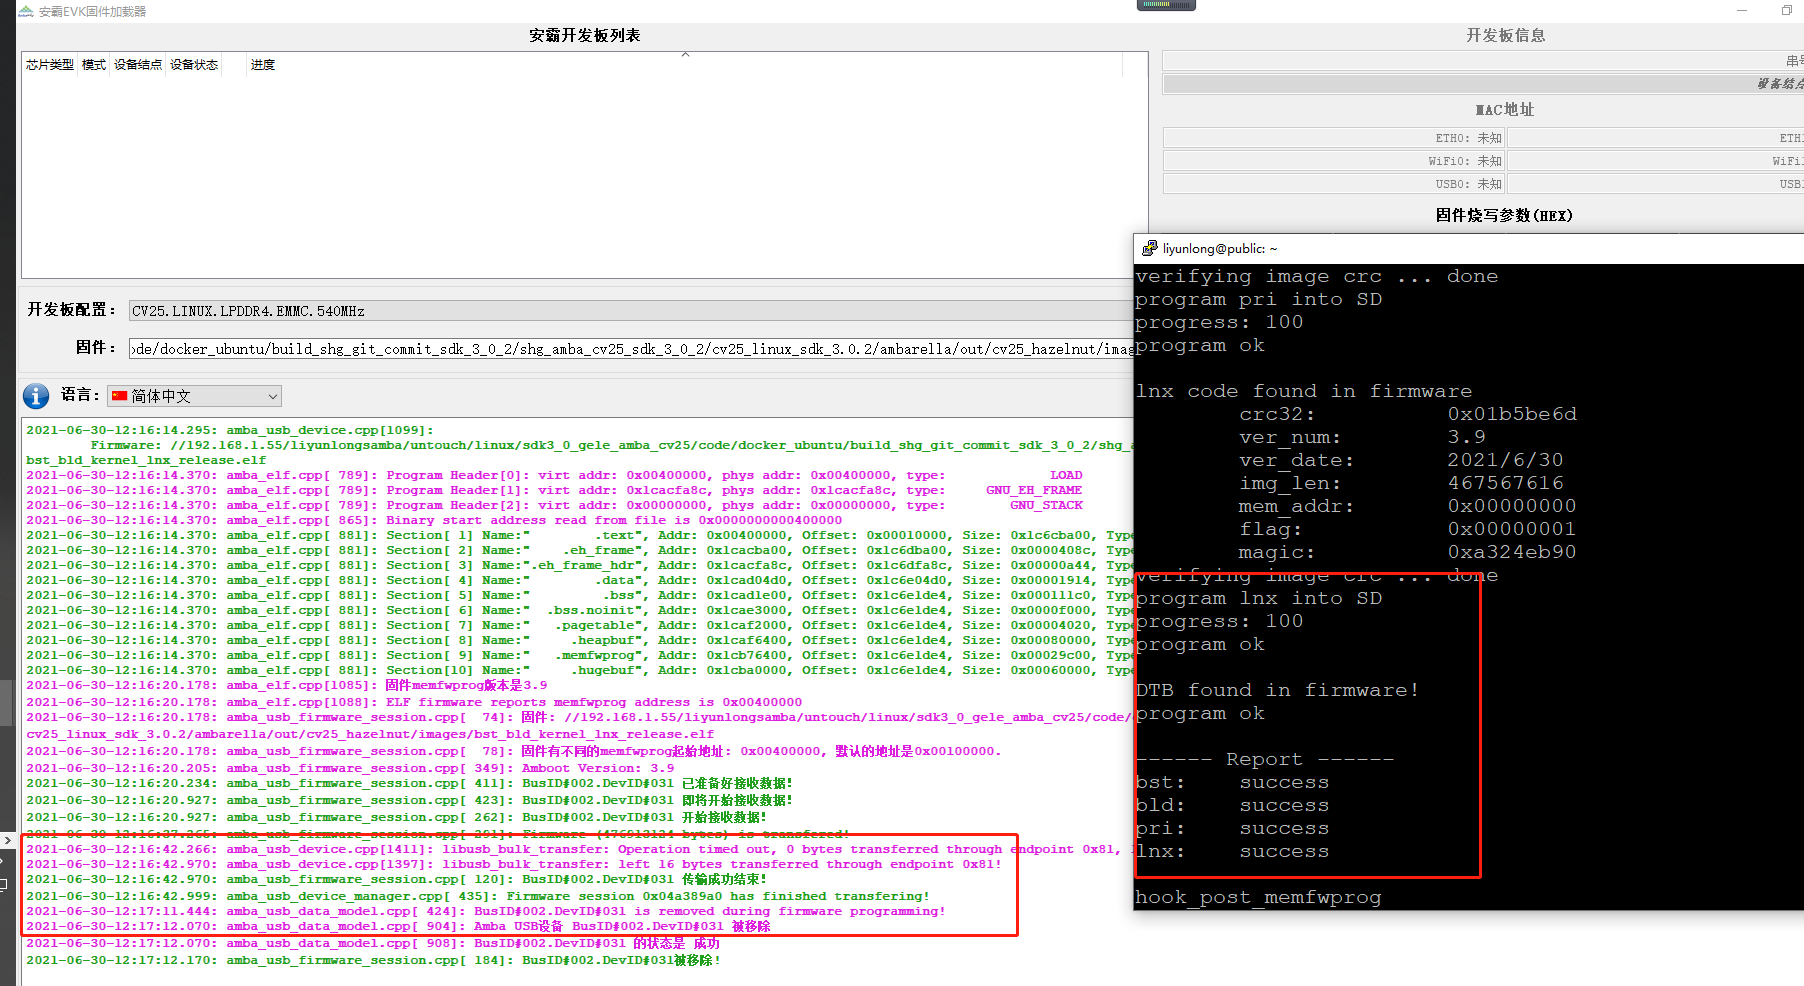 安霸EVK固件加载器
安霸开发板列表
芯片类型 模式 设备结点 设备状态 进度
开发板信息
串号
设备结点
MAC地址
ETH0: 未知 ETH1
WiFi0: 未知 WiFi1
USB0: 未知 USB1
固件烧写参数(HEX)
开发板配置: CV25.LINUX.LPDDR4.EMMC.540MHz
固件: de/docker_ubuntu/build_shg_git_commit_sdk_3_0_2/shg_amba_cv25_sdk_3_0_2/cv25_linux_sdk_3.0.2/ambarella/out/cv25_hazelnut/imag
语言: 简体中文
2021-06-30-12:16:14.295: amba_usb_device.cpp[1099]:
Firmware: //192.168.1.55/liyunlongsamba/untouch/linux/sdk3_0_gele_amba_cv25/code/docker_ubuntu/build_shg_git_commit_sdk_3_0_2/shg_a
bst_bld_kernel_lnx_release.elf
2021-06-30-12:16:14.370: amba_elf.cpp[ 789]: Program Header[0]: virt addr: 0x00400000, phys addr: 0x00400000, type: LOAD
2021-06-30-12:16:14.370: amba_elf.cpp[ 789]: Program Header[1]: virt addr: 0x1cacfa8c, phys addr: 0x1cacfa8c, type: GNU_EH_FRAME
2021-06-30-12:16:14.370: amba_elf.cpp[ 789]: Program Header[2]: virt addr: 0x00000000, phys addr: 0x00000000, type: GNU_STACK
2021-06-30-12:16:14.370: amba_elf.cpp[ 865]: Binary start address read from file is 0x0000000000400000
2021-06-30-12:16:14.370: amba_elf.cpp[ 881]: Section[ 1] Name:" .text", Addr: 0x00400000, Offset: 0x00010000, Size: 0x1c6cba00, Type
2021-06-30-12:16:14.370: amba_elf.cpp[ 881]: Section[ 2] Name:" .eh_frame", Addr: 0x1cacba00, Offset: 0x1c6dba00, Size: 0x0000408c, Type
2021-06-30-12:16:14.370: amba_elf.cpp[ 881]: Section[ 3] Name:".eh_frame_hdr", Addr: 0x1cacfa8c, Offset: 0x1c6dfa8c, Size: 0x00000a44, Type
2021-06-30-12:16:14.370: amba_elf.cpp[ 881]: Section[ 4] Name:" .data", Addr: 0x1cad04d0, Offset: 0x1c6e04d0, Size: 0x00001914, Type
2021-06-30-12:16:14.370: amba_elf.cpp[ 881]: Section[ 5] Name:" .bss", Addr: 0x1cad1e00, Offset: 0x1c6e1de4, Size: 0x000111c0, Type
2021-06-30-12:16:14.370: amba_elf.cpp[ 881]: Section[ 6] Name:" .bss.noinit", Addr: 0x1cae3000, Offset: 0x1c6e1de4, Size: 0x0000f000, Type
2021-06-30-12:16:14.370: amba_elf.cpp[ 881]: Section[ 7] Name:" .pagetable", Addr: 0x1caf2000, Offset: 0x1c6e1de4, Size: 0x00004020, Type
2021-06-30-12:16:14.370: amba_elf.cpp[ 881]: Section[ 8] Name:" .heapbuf", Addr: 0x1caf6400, Offset: 0x1c6e1de4, Size: 0x00080000, Type
2021-06-30-12:16:14.370: amba_elf.cpp[ 881]: Section[ 9] Name:" .memfwprog", Addr: 0x1cb76400, Offset: 0x1c6e1de4, Size: 0x00029c00, Type
2021-06-30-12:16:14.370: amba_elf.cpp[ 881]: Section[10] Name:" .hugebuf", Addr: 0x1cba0000, Offset: 0x1c6e1de4, Size: 0x00060000, Type
2021-06-30-12:16:20.178: amba_elf.cpp[1085]: 固件memfwprog版本是3.9
2021-06-30-12:16:20.178: amba_elf.cpp[1088]: ELF firmware reports memfwprog address is 0x00400000
2021-06-30-12:16:20.178: amba_usb_firmware_session.cpp[ 74]: 固件: //192.168.1.55/liyunlongsamba/untouch/linux/sdk3_0_gele_amba_cv25/code/
cv25_linux_sdk_3.0.2/ambarella/out/cv25_hazelnut/images/bst_bld_kernel_lnx_release.elf
2021-06-30-12:16:20.178: amba_usb_firmware_session.cpp[ 78]: 固件有不同的memfwprog起始地址: 0x00400000, 默认的地址是0x00100000.
2021-06-30-12:16:20.205: amba_usb_firmware_session.cpp[ 349]: Amboot Version: 3.9
2021-06-30-12:16:20.234: amba_usb_firmware_session.cpp[ 411]: BusID#002.DevID#031 已准备好接收数据!
2021-06-30-12:16:20.927: amba_usb_firmware_session.cpp[ 423]: BusID#002.DevID#031 即将开始接收数据!
2021-06-30-12:16:20.927: amba_usb_firmware_session.cpp[ 262]: BusID#002.DevID#031 开始接收数据!
2021-06-30-12:16:37.265: amba_usb_firmware_session.cpp[ 291]: Firmware (476913124 bytes) is transfered!
2021-06-30-12:16:42.266: amba_usb_device.cpp[1411]: libusb_bulk_transfer: Operation timed out, 0 bytes transferred through endpoint 0x81, l
2021-06-30-12:16:42.970: amba_usb_device.cpp[1397]: libusb_bulk_transfer: left 16 bytes transferred through endpoint 0x81!
2021-06-30-12:16:42.970: amba_usb_firmware_session.cpp[ 120]: BusID#002.DevID#031 传输成功结束!
2021-06-30-12:16:42.999: amba_usb_device_manager.cpp[ 435]: Firmware session 0x04a389a0 has finished transfering!
2021-06-30-12:17:11.444: amba_usb_data_model.cpp[ 424]: BusID#002.DevID#031 is removed during firmware programming!
2021-06-30-12:17:12.070: amba_usb_data_model.cpp[ 904]: Amba USB设备 BusID#002.DevID#031 被移除
2021-06-30-12:17:12.070: amba_usb_data_model.cpp[ 908]: BusID#002.DevID#031 的状态是 成功
2021-06-30-12:17:12.170: amba_usb_firmware_session.cpp[ 184]: BusID#002.DevID#031被移除!
liyunlong@public: ~
verifying image crc ... done
program pri into SD
progress: 100
program ok
lnx code found in firmware
crc32: 0x01b5be6d
ver_num: 3.9
ver_date: 2021/6/30
img_len: 467567616
mem_addr: 0x00000000
flag: 0x00000001
magic: 0xa324eb90
verifying image crc ... done
program lnx into SD
progress: 100
program ok
DTB found in firmware!
program ok
------ Report ------
bst: success
bld: success
pri: success
lnx: success
hook_post_memfwprog